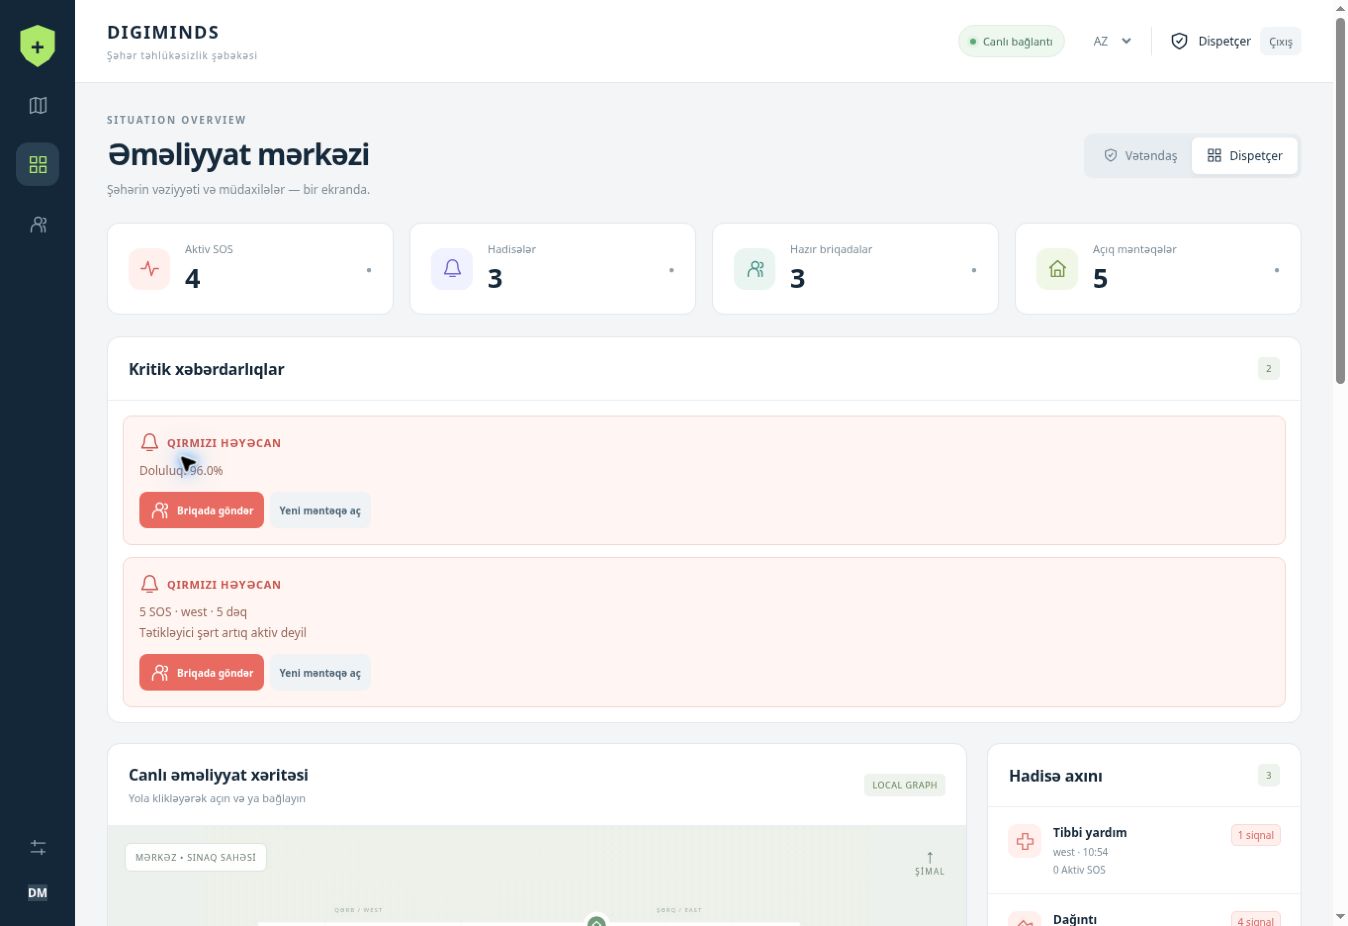 DIGIMINDS
Şəhər təhlükəsizlik şəbəkəsi
Canlı bağlantı
AZ
Dispetçer
Çıxış
SITUATION OVERVIEW
Əməliyyat mərkəzi
Şəhərin vəziyyəti və müdaxilələr — bir ekranda.
Vətəndaş
Dispetçer
Aktiv SOS
4
Hadisələr
3
Hazır briqadalar
3
Açıq məntəqələr
5
Kritik xəbərdarlıqlar
2
QIRMIZI HƏYƏCAN
96.0%
Briqada göndər
Yeni məntəqə aç
QIRMIZI HƏYƏCAN
5 SOS · west · 5 dəq
Tətikləyici şərt artıq aktiv deyil
Briqada göndər
Yeni məntəqə aç
Canlı əməliyyat xəritəsi
Yola klikləyərək açın və ya bağlayın
LOCAL GRAPH
MƏRKƏZ • SINAQ SAHƏSİ
↑
ŞİMAL
QƏRB / WEST
ŞƏRQ / EAST
Hadisə axını
3
Tibbi yardım
1 siqnal
west · 10:54
0 Aktiv SOS
Dağıntı
4 siqnal
DM